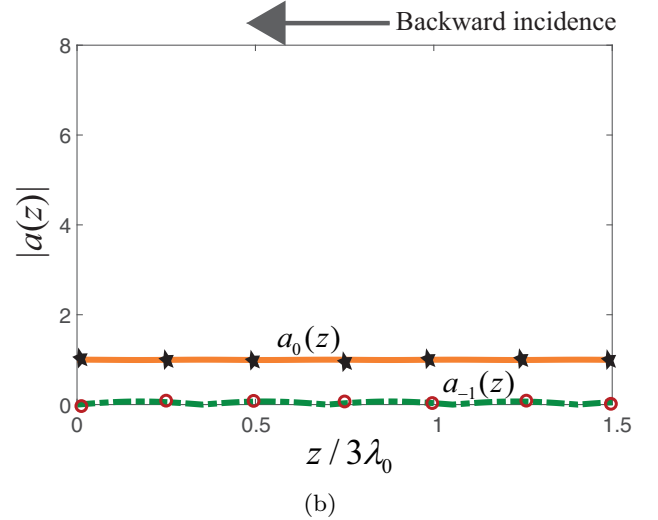 Backward incidence
8
6
4
2
0
|a(z)|
a₀(z)
a₋₁(z)
0 0.5 1 1.5
z / 3λ₀
(b)